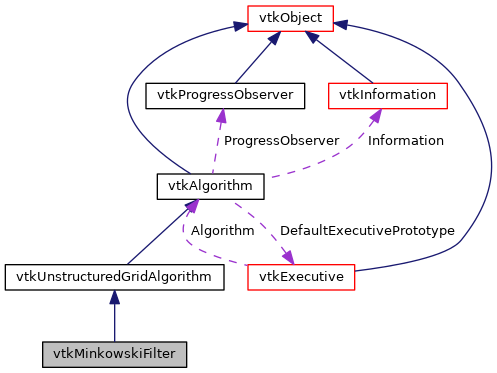 vtkObject
vtkProgressObserver
vtkInformation
ProgressObserver
Information
vtkAlgorithm
Algorithm
DefaultExecutivePrototype
vtkUnstructuredGridAlgorithm
vtkExecutive
vtkMinkowskiFilter